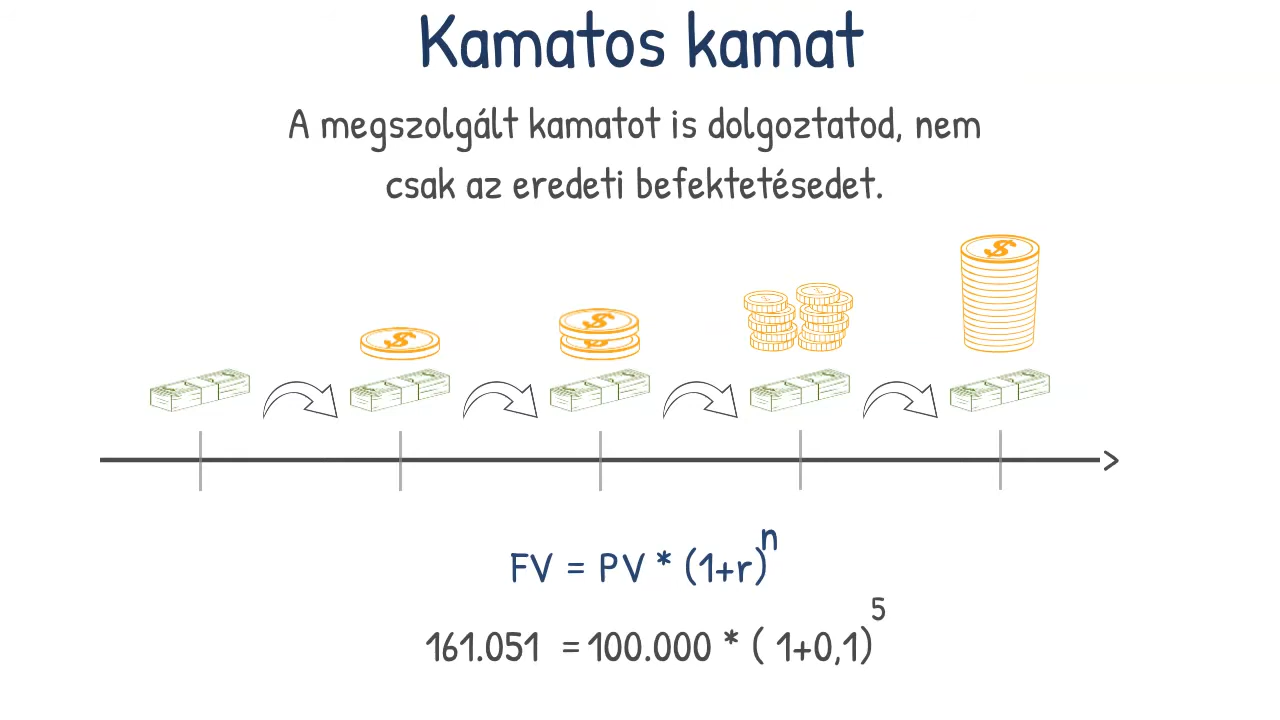 Kamatos kamat
A megszolgált kamatot is dolgoztatod, nem
csak az eredeti befektetésedet.
FV = PV * (1+r)^n
161.051 = 100.000 * ( 1+0,1)^5